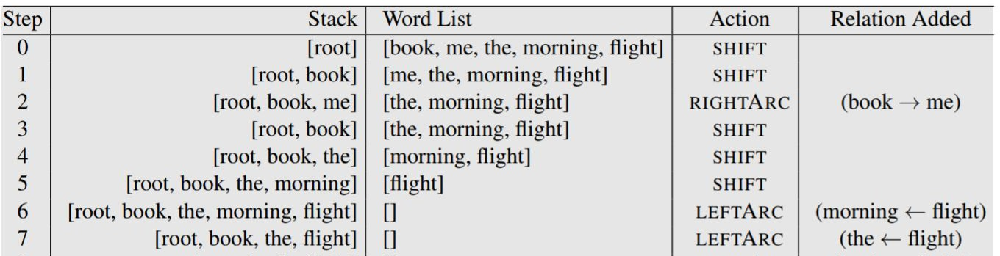 Step Stack Word List Action Relation Added
0 [root] [book, me, the, morning, flight] SHIFT
1 [root, book] [me, the, morning, flight] SHIFT
2 [root, book, me] [the, morning, flight] RIGHTARC (book → me)
3 [root, book] [the, morning, flight] SHIFT
4 [root, book, the] [morning, flight] SHIFT
5 [root, book, the, morning] [flight] SHIFT
6 [root, book, the, morning, flight] [] LEFTARC (morning ← flight)
7 [root, book, the, flight] [] LEFTARC (the ← flight)